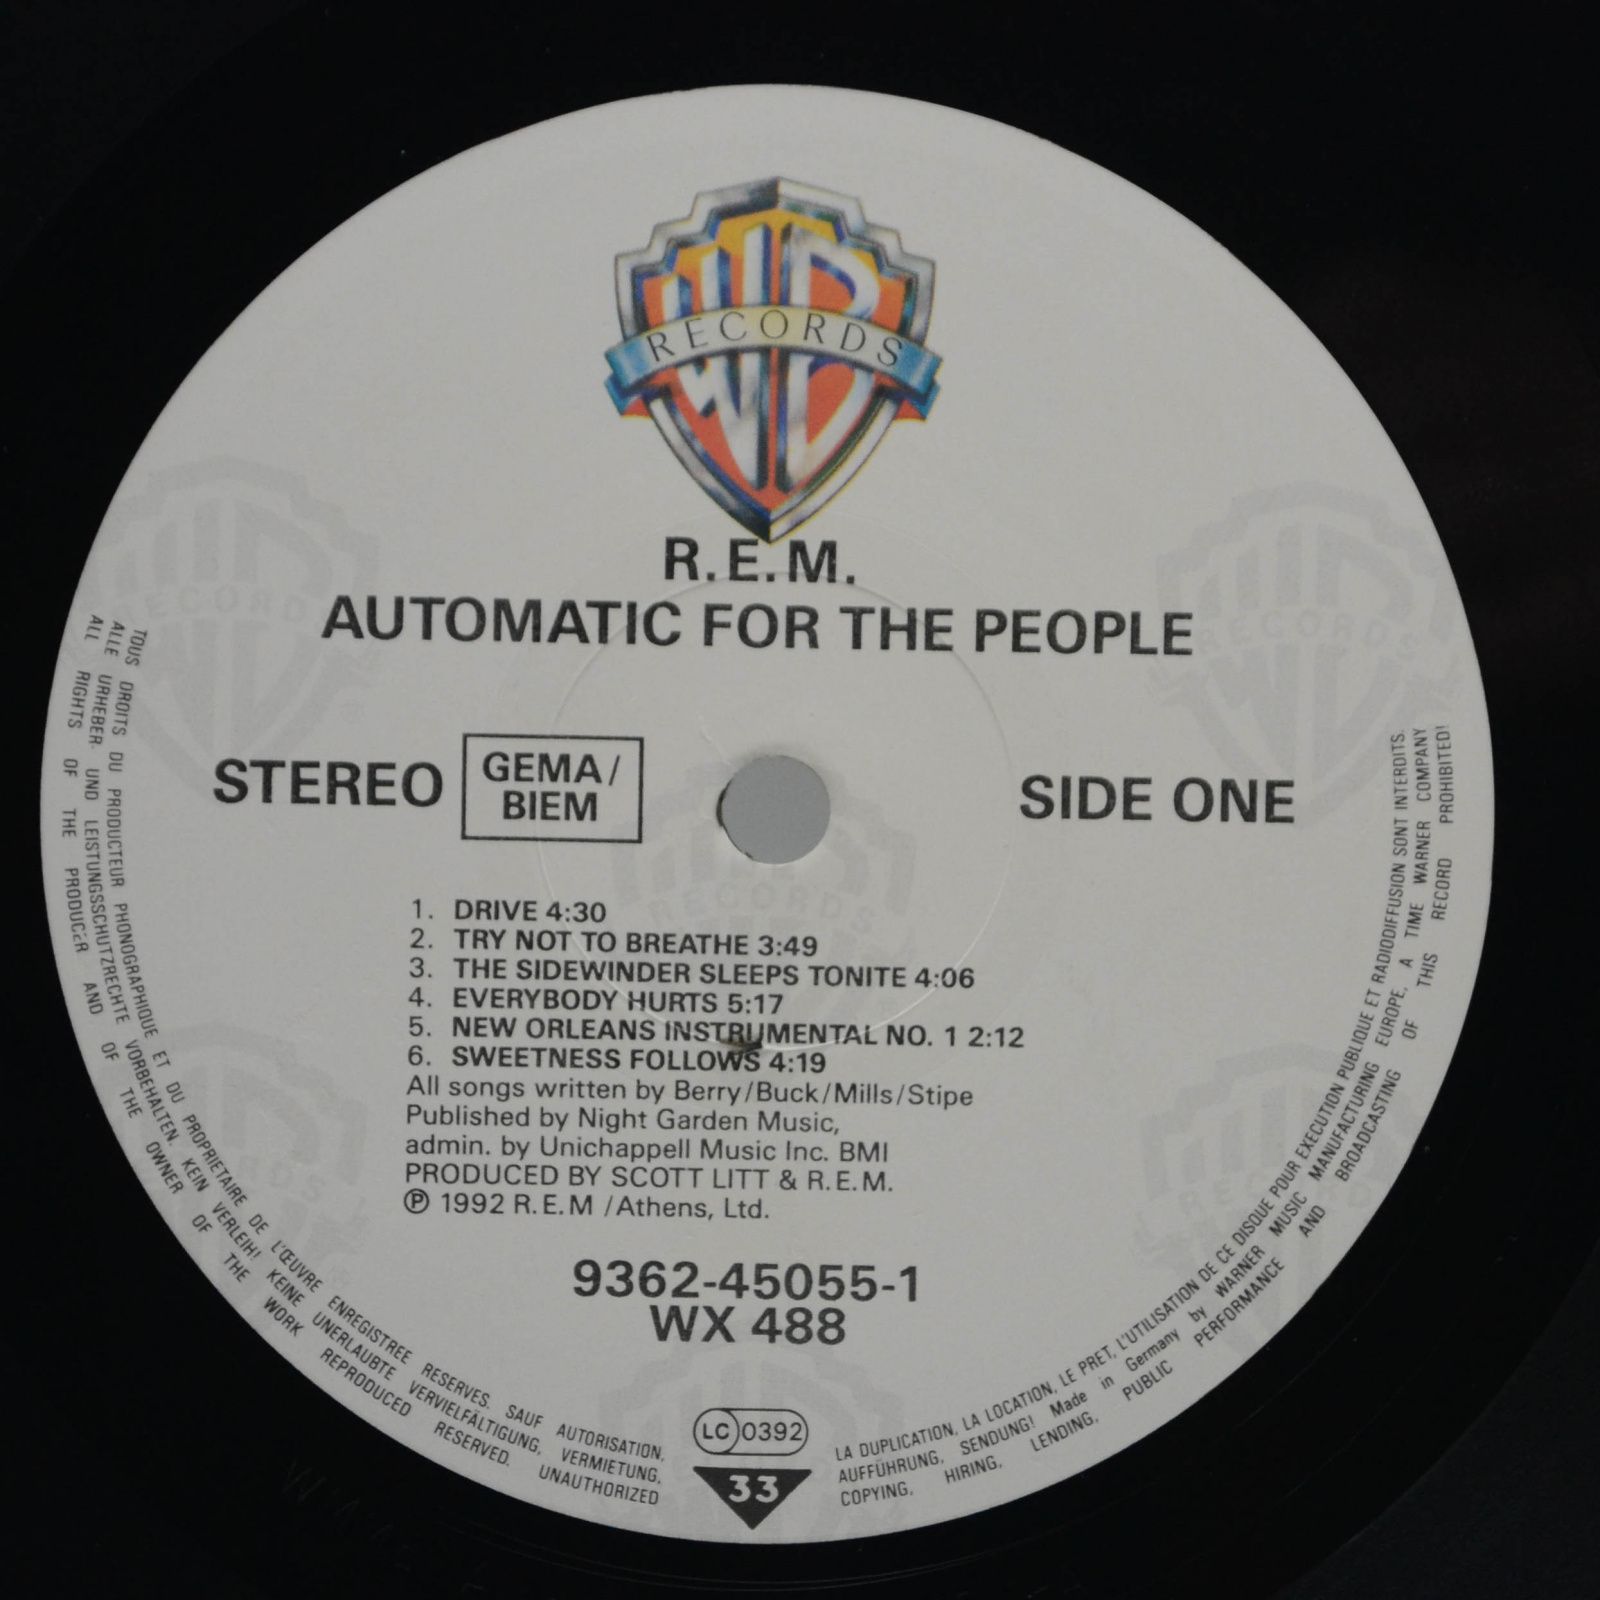 WB
RECORDS
R.E.M.
AUTOMATIC FOR THE PEOPLE
STEREO
GEMA/
BIEM
SIDE ONE
1. DRIVE 4:30
2. TRY NOT TO BREATHE 3:49
3. THE SIDEWINDER SLEEPS TONITE 4:06
4. EVERYBODY HURTS 5:17
5. NEW ORLEANS INSTRUMENTAL NO. 1 2:12
6. SWEETNESS FOLLOWS 4:19
All songs written by Berry/Buck/Mills/Stipe
Published by Night Garden Music,
admin. by Unichappell Music Inc. BMI
PRODUCED BY SCOTT LITT & R.E.M.
℗ 1992 R.E.M /Athens, Ltd.
9362-45055-1
WX 488
LC 0392
33
TOUS DROITS DU PRODUCTEUR PHONOGRAPHIQUE ET DU PROPRIETAIRE DE L'ŒUVRE ENREGISTREE RESERVES. SAUF AUTORISATION, LA DUPLICATION, LA LOCATION, LE PRET, L'UTILISATION DE CE DISQUE POUR EXECUTION PUBLIQUE ET RADIODIFFUSION SONT INTERDITS.
ALLE URHEBER- UND LEISTUNGSSCHUTZRECHTE VORBEHALTEN. KEIN VERLEIH! KEINE UNERLAUBTE VERVIELFÄLTIGUNG, VERMIETUNG, AUFFÜHRUNG, SENDUNG! Made in Germany by WARNER MUSIC MANUFACTURING EUROPE, A TIME WARNER COMPANY
ALL RIGHTS OF THE PRODUCER AND OF THE OWNER OF THE WORK REPRODUCED RESERVED. UNAUTHORIZED COPYING, HIRING, LENDING, PUBLIC PERFORMANCE AND BROADCASTING OF THIS RECORD PROHIBITED!